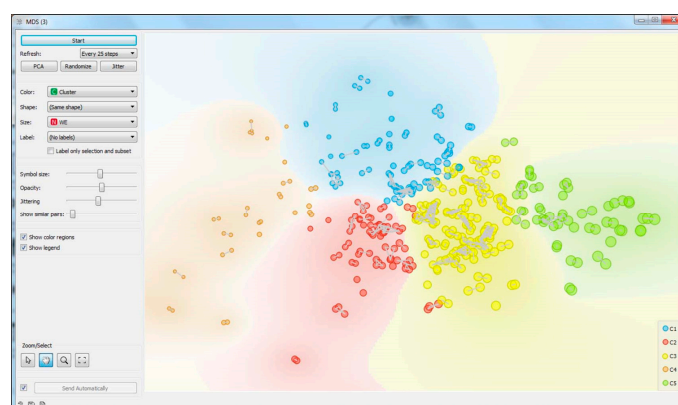 MDS (3)
Start
Refresh: Every 25 steps
PCA Randomize Jitter
Color: C Cluster
Shape: (Same shape)
Size: N WE
Label: (No labels)
Label only selection and subset
Symbol size:
Opacity:
Jittering
Show similar pairs:
Show color regions
Show legend
Zoom/Select
Send Automatically
C1
C2
C3
C4
C5